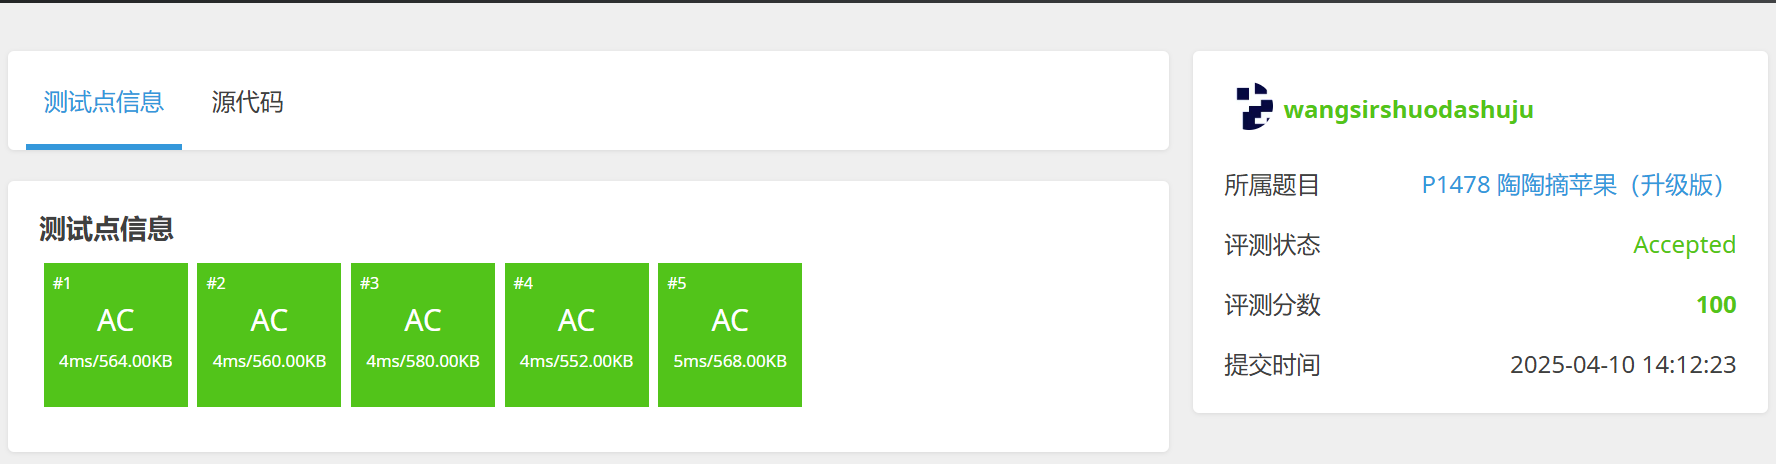 测试点信息 源代码
测试点信息
#1 #2 #3 #4 #5
AC AC AC AC AC
4ms/564.00KB 4ms/560.00KB 4ms/580.00KB 4ms/552.00KB 5ms/568.00KB
wangsirshuodashuju
所属题目 P1478 陶陶摘苹果（升级版）
评测状态 Accepted
评测分数 100
提交时间 2025-04-10 14:12:23